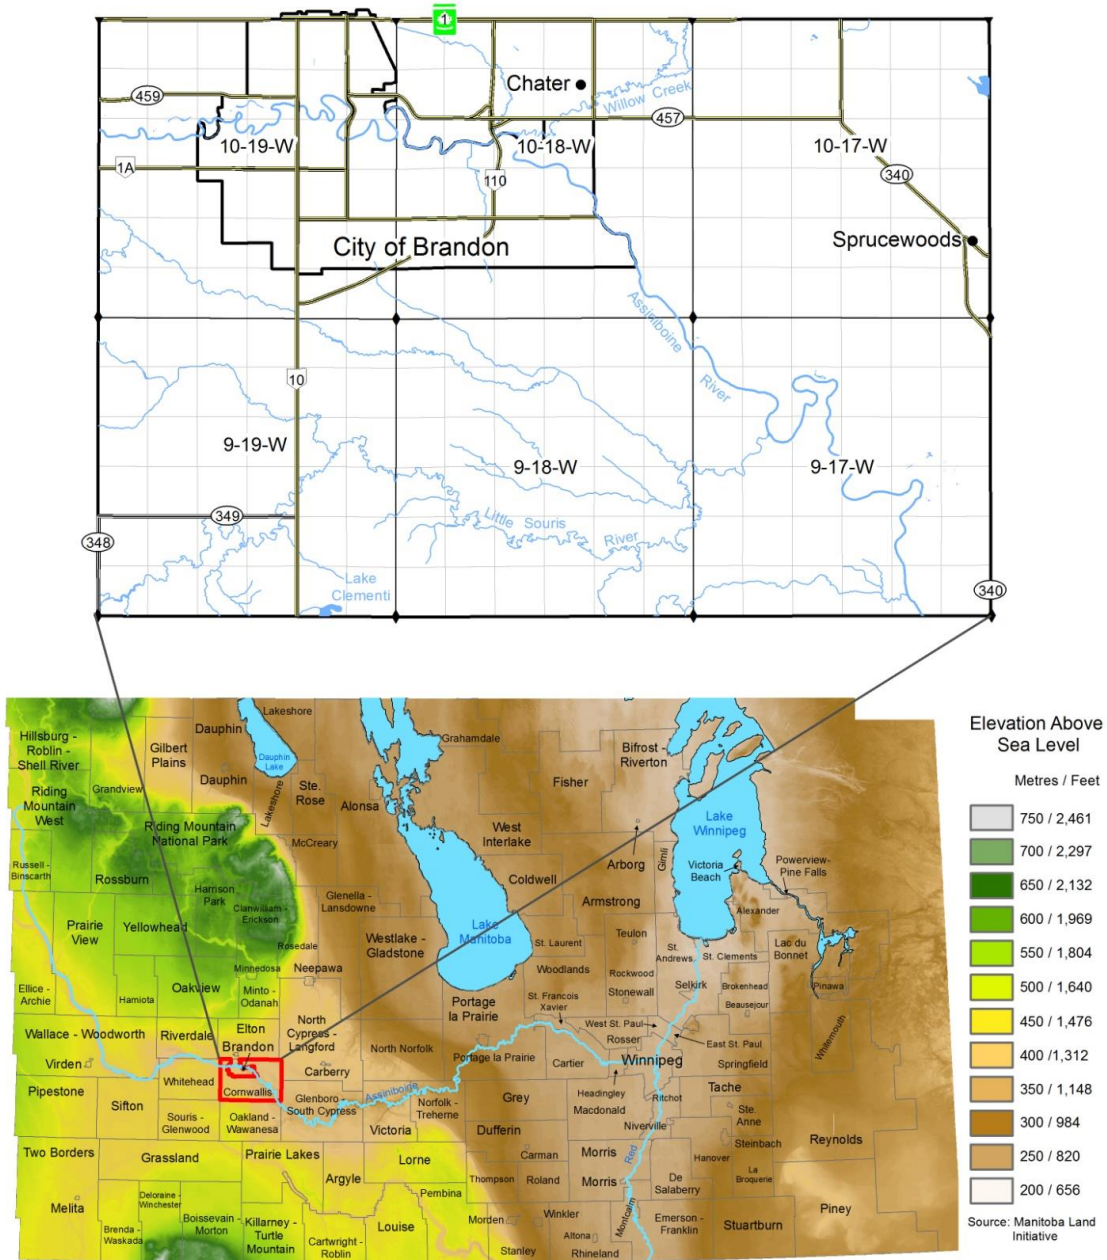 1
Chater
459
Willow Creek
457
10-19-W
10-18-W
10-17-W
1A
110
340
Sprucewoods
City of Brandon
Assiniboine
River
10
9-19-W
9-18-W
9-17-W
349
Little Souris
River
348
Lake
Clementi
340
Elevation Above
Sea Level
Metres / Feet
750 / 2,461
700 / 2,297
650 / 2,132
600 / 1,969
550 / 1,804
500 / 1,640
450 / 1,476
400 /1,312
350 / 1,148
300 / 984
250 / 820
200 / 656
Source: Manitoba Land
Initiative
Hillsburg -
Roblin -
Shell River
Gilbert
Plains
Dauphin
Lakeshore
Dauphin
Lake
Grahamdale
Bifrost -
Riverton
Fisher
Riding
Mountain
West
Grandview
Dauphin
Lakeshore
Ste.
Rose
Alonsa
Lake
Winnipeg
Riding Mountain
National Park
McCreary
West
Interlake
Arborg
Gimli
Victoria
Beach
Powerview-
Pine Falls
Russell -
Binscarth
Rossburn
Harrison
Park
Clanwilliam -
Erickson
Glenella -
Lansdowne
Coldwell
Armstrong
Alexander
Prairie
View
Yellowhead
Rosedale
Westlake -
Gladstone
Lake
Manitoba
St. Laurent
Teulon
St.
Andrews
St. Clements
Lac du
Bonnet
Ellice -
Archie
Hamiota
Oakview
Minnedosa
Minto -
Odanah
Neepawa
Woodlands
Rockwood
Stonewall
Selkirk
Brokenhead
Beausejour
Pinawa
Whitemouth
Wallace - Woodworth
Riverdale
Elton
Brandon
North
Cypress -
Langford
Portage
la Prairie
St. Francois
Xavier
West St. Paul
Rosser
East St. Paul
Virden
Whitehead
Cornwallis
Carberry
North Norfolk
Portage la Prairie
Cartier
Winnipeg
Springfield
Pipestone
Sifton
Souris -
Glenwood
Oakland -
Wawanesa
Glenboro -
South Cypress
Assiniboine
Norfolk -
Treherne
Victoria
Grey
Headingley
Macdonald
Ritchot
Tache
Niverville
Ste.
Anne
Two Borders
Grassland
Prairie Lakes
Argyle
Lorne
Dufferin
Carman
Morris
Red
Hanover
Steinbach
Reynolds
Melita
Deloraine -
Winchester
Brenda -
Waskada
Boissevain -
Morton
Killarney -
Turtle
Mountain
Cartwright -
Roblin
Louise
Pembina
Thompson
Roland
Morris
Morden
Winkler
Stanley
Altona
Rhineland
Montcalm
De
Salaberry
Emerson -
Franklin
La
Broquerie
Stuartburn
Piney